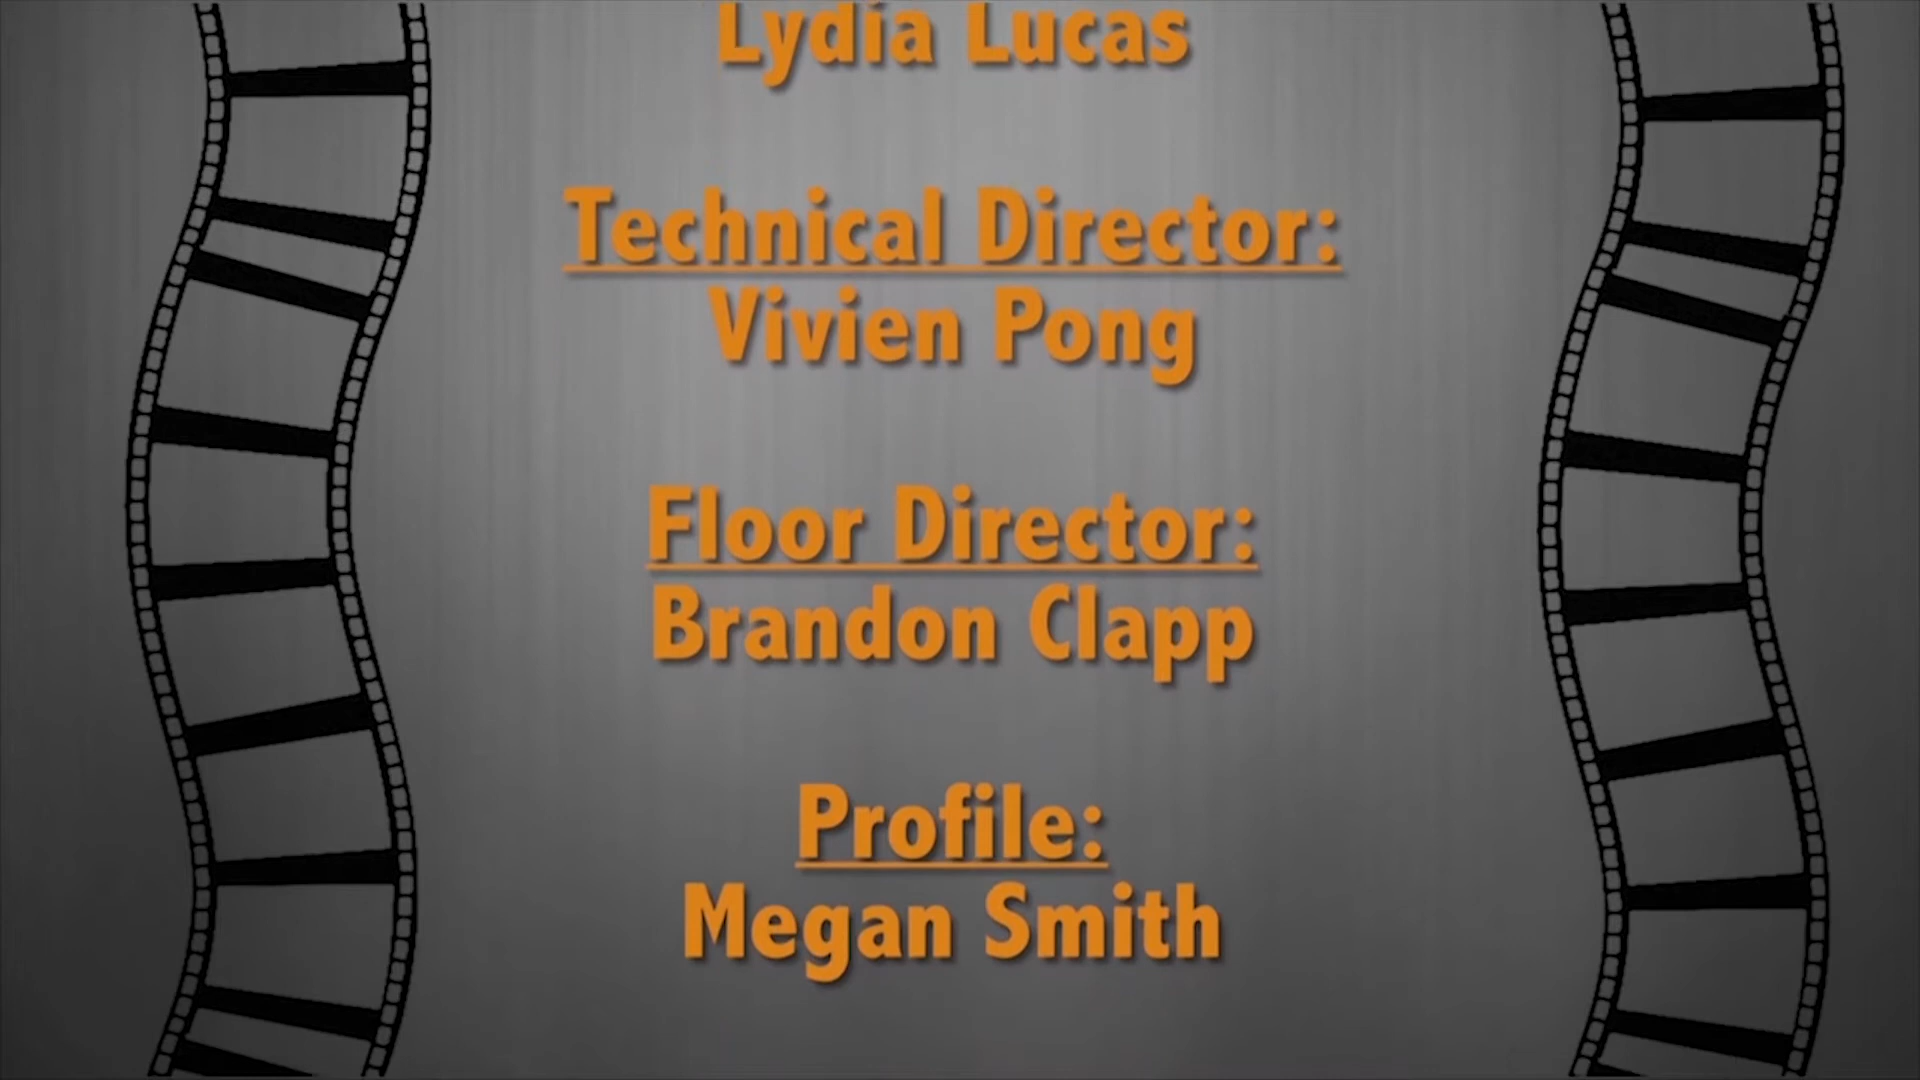 Lydia Lucas
Technical Director:
Vivien Pong
Floor Director:
Brandon Clapp
Profile:
Megan Smith